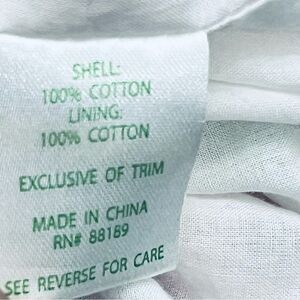 SHELL:
100% COTTON
LINING:
100% COTTON
EXCLUSIVE OF TRIM
MADE IN CHINA
RN# 88189
SEE REVERSE FOR CARE